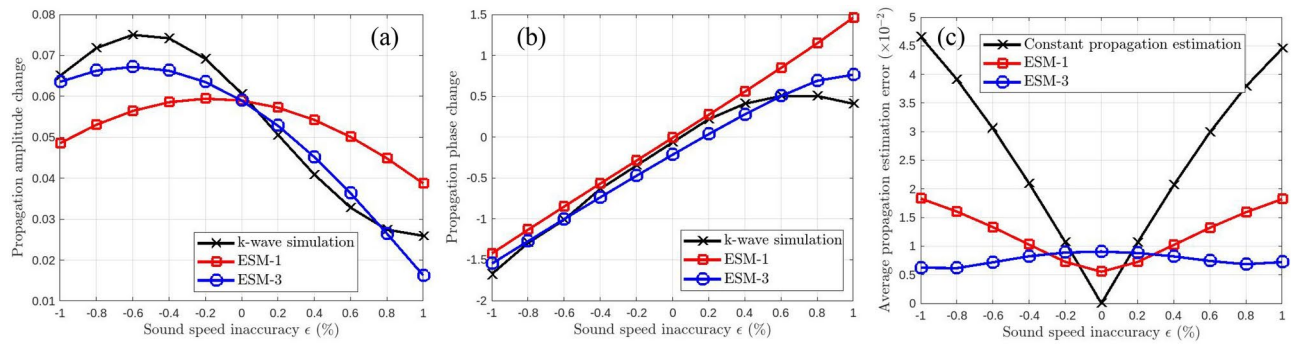 (a)
0.08
0.07
0.06
0.05
0.04
0.03
0.02
0.01
Propagation amplitude change
k-wave simulation
ESM-1
ESM-3
-1 -0.8 -0.6 -0.4 -0.2 0 0.2 0.4 0.6 0.8 1
Sound speed inaccuracy ϵ (%)
(b)
1.5
1
0.5
0
-0.5
-1
-1.5
-2
Propagation phase change
k-wave simulation
ESM-1
ESM-3
-1 -0.8 -0.6 -0.4 -0.2 0 0.2 0.4 0.6 0.8 1
Sound speed inaccuracy ϵ (%)
(c)
4.5
4
3.5
3
2.5
2
1.5
1
0.5
0
Average propagation estimation error (×10⁻²)
Constant propagation estimation
ESM-1
ESM-3
-1 -0.8 -0.6 -0.4 -0.2 0 0.2 0.4 0.6 0.8 1
Sound speed inaccuracy ϵ (%)